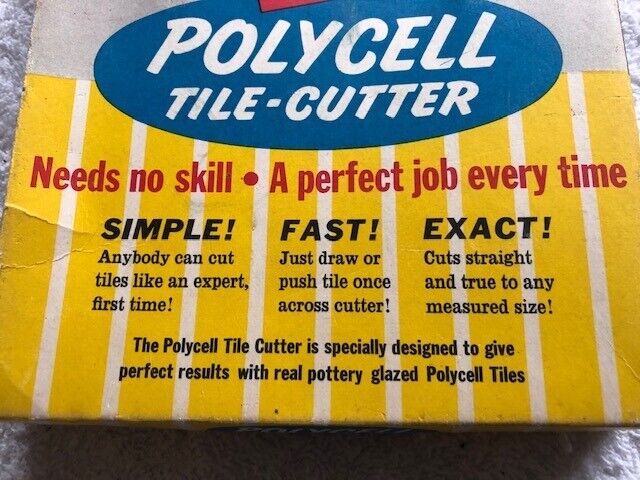 POLYCELL
TILE-CUTTER
Needs no skill • A perfect job every time
SIMPLE!
Anybody can cut
tiles like an expert,
first time!
FAST!
Just draw or
push tile once
across cutter!
EXACT!
Cuts straight
and true to any
measured size!
The Polycell Tile Cutter is specially designed to give
perfect results with real pottery glazed Polycell Tiles